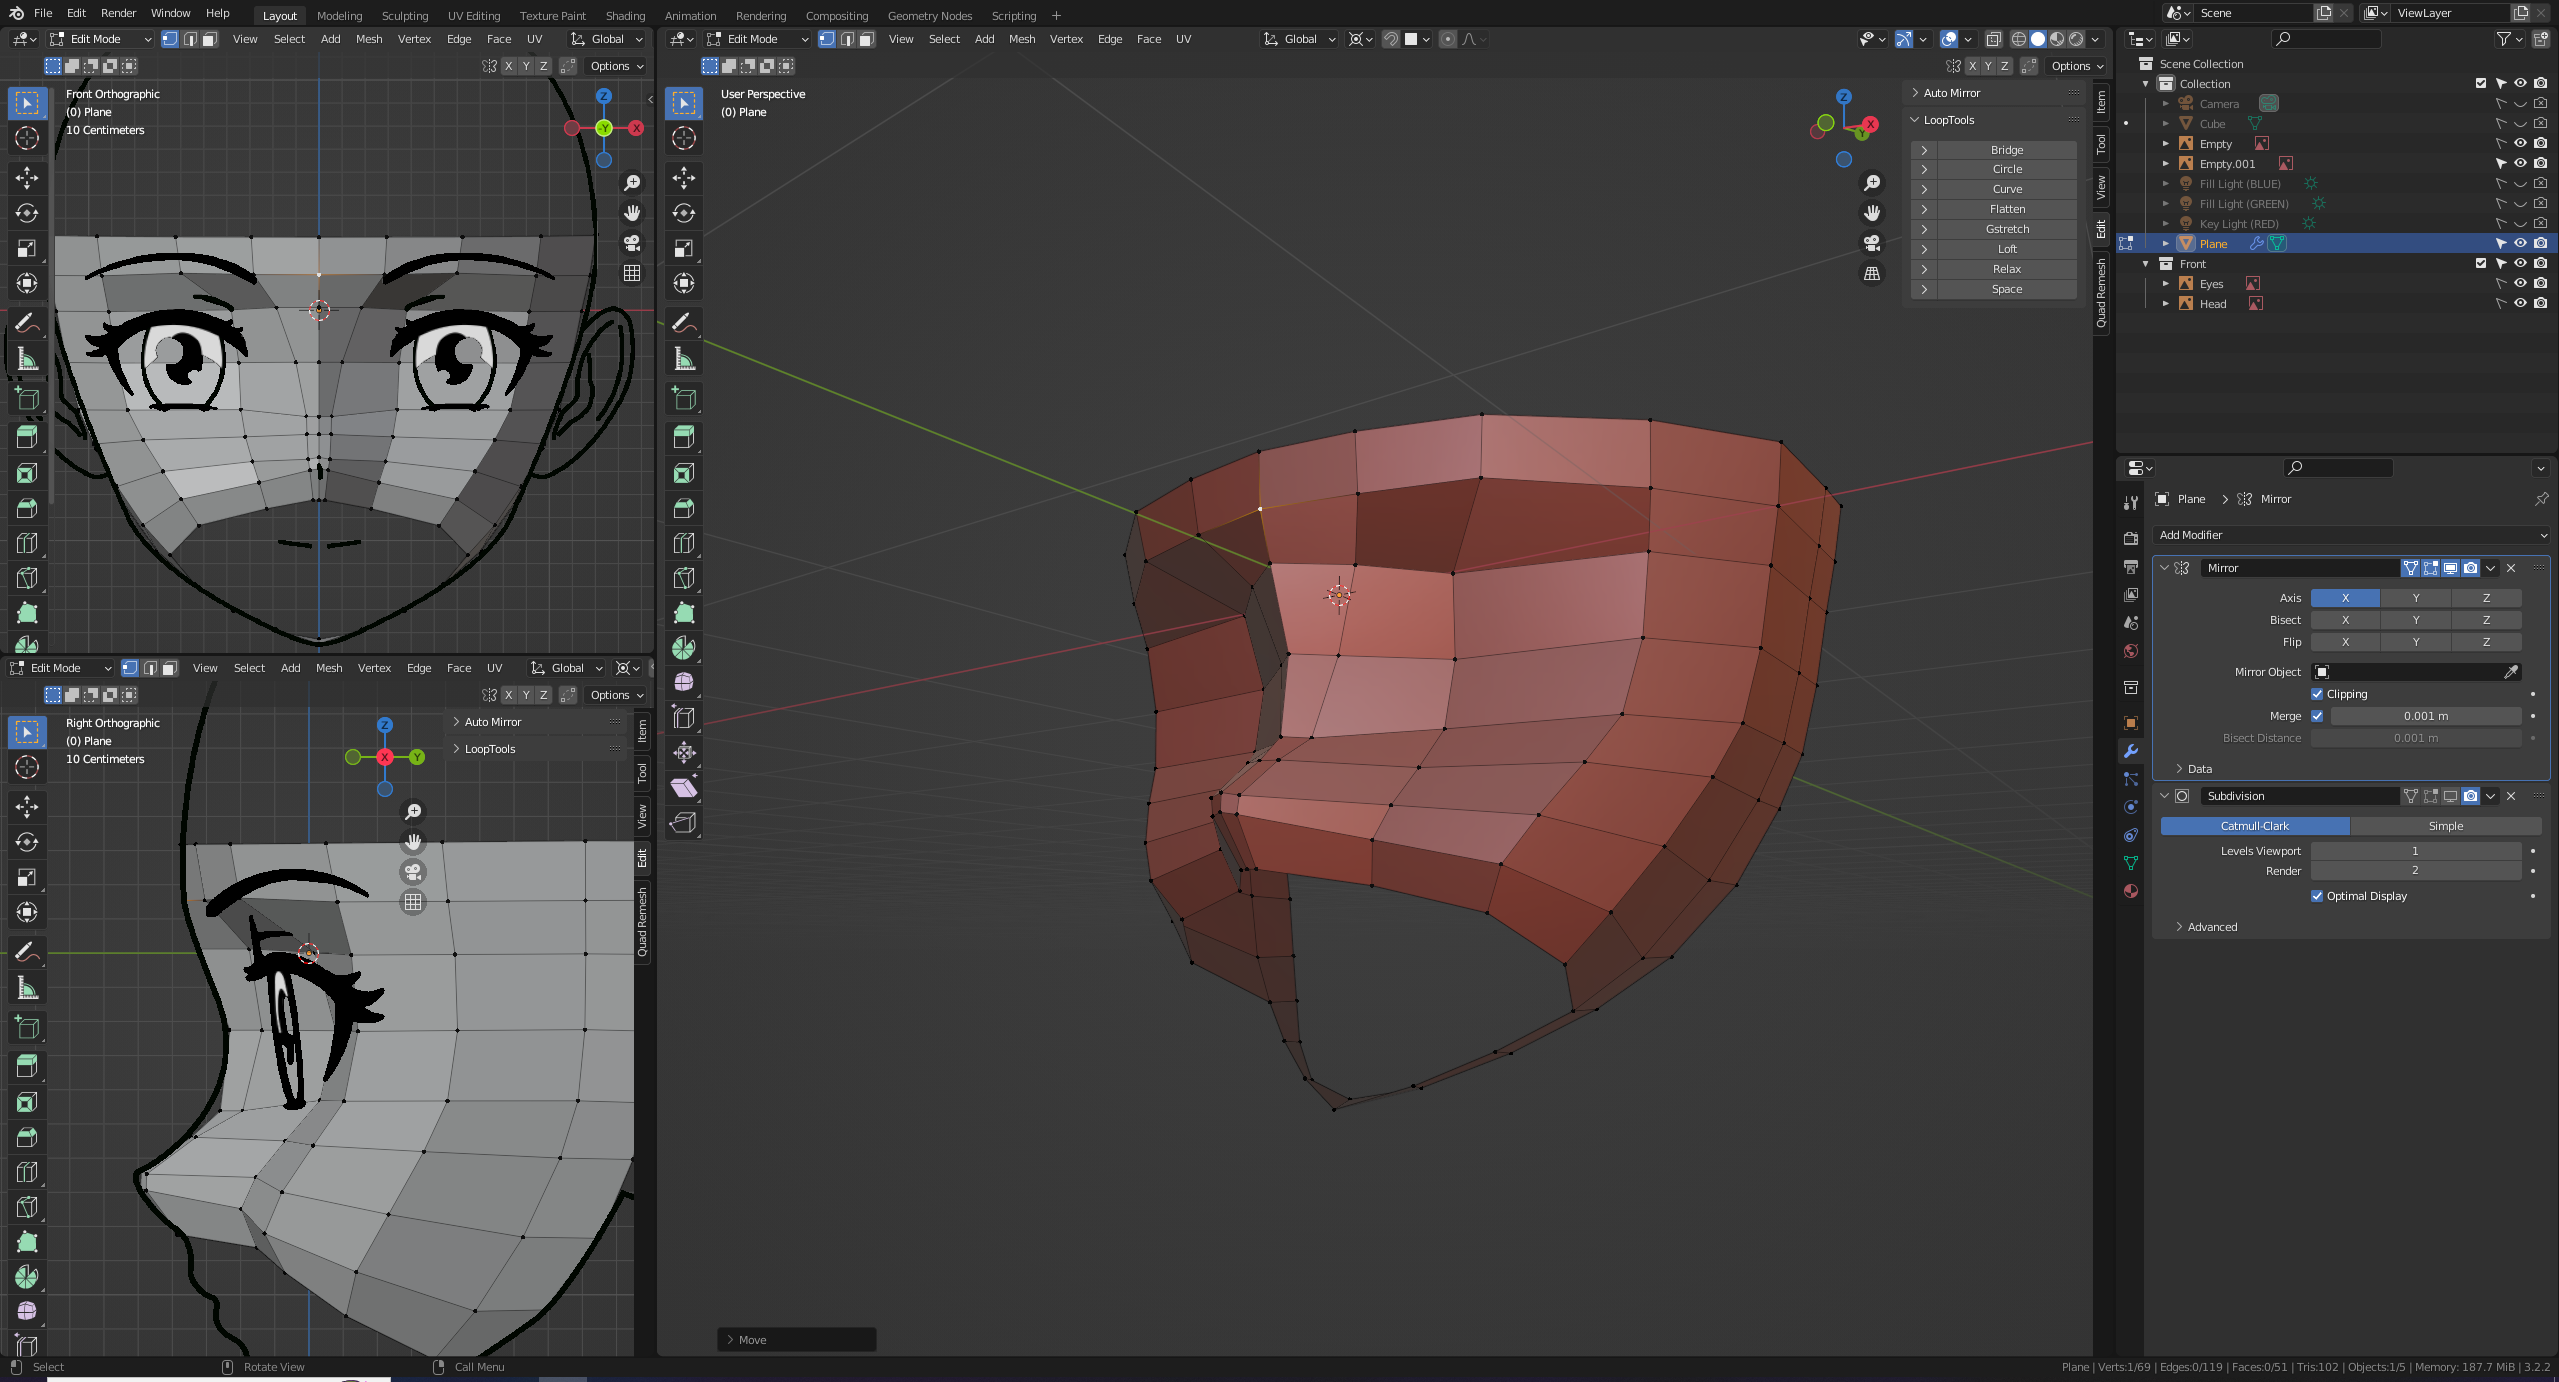 File Edit Render Window Help Layout Modeling Sculpting UV Editing Texture Paint Shading Animation Rendering Compositing Geometry Nodes Scripting + Scene ViewLayer
Edit Mode View Select Add Mesh Vertex Edge Face UV Global
X Y Z Options
Front Orthographic
(0) Plane
10 Centimeters
Z
Y X
Edit Mode View Select Add Mesh Vertex Edge Face UV Global
X Y Z Options
User Perspective
(0) Plane
Z
X
Y
Auto Mirror
LoopTools
Bridge
Circle
Curve
Flatten
Gstretch
Loft
Relax
Space
Item
Tool
View
Edit
Quad Remesh
Edit Mode View Select Add Mesh Vertex Edge Face UV Global
X Y Z Options
Right Orthographic
(0) Plane
10 Centimeters
Z
X Y
Auto Mirror
LoopTools
Item
Tool
View
Edit
Quad Remesh
Move
Scene Collection
Collection
Camera
Cube
Empty
Empty.001
Fill Light (BLUE)
Fill Light (GREEN)
Key Light (RED)
Plane
Front
Eyes
Head
Plane > Mirror
Add Modifier
Mirror
Axis X Y Z
Bisect X Y Z
Flip X Y Z
Mirror Object
Clipping
Merge 0.001 m
Bisect Distance 0.001 m
Data
Subdivision
Catmull-Clark Simple
Levels Viewport 1
Render 2
Optimal Display
Advanced
Select Rotate View Call Menu Plane | Verts:1/69 | Edges:0/119 | Faces:0/51 | Tris:102 | Objects:1/5 | Memory: 187.7 MiB | 3.2.2